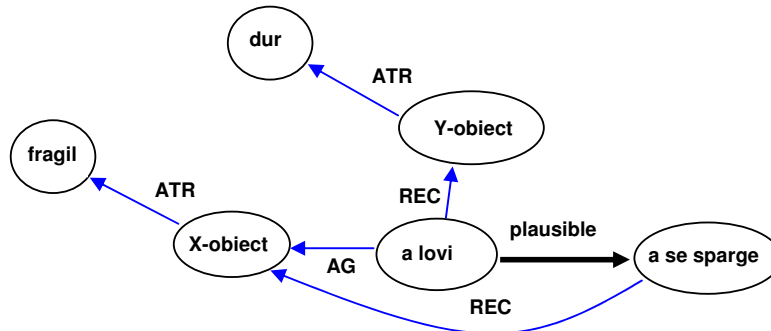 dur
ATR
Y-obiect
fragil
ATR
REC
plausible
X-obiect
AG
a lovi
a se sparge
REC